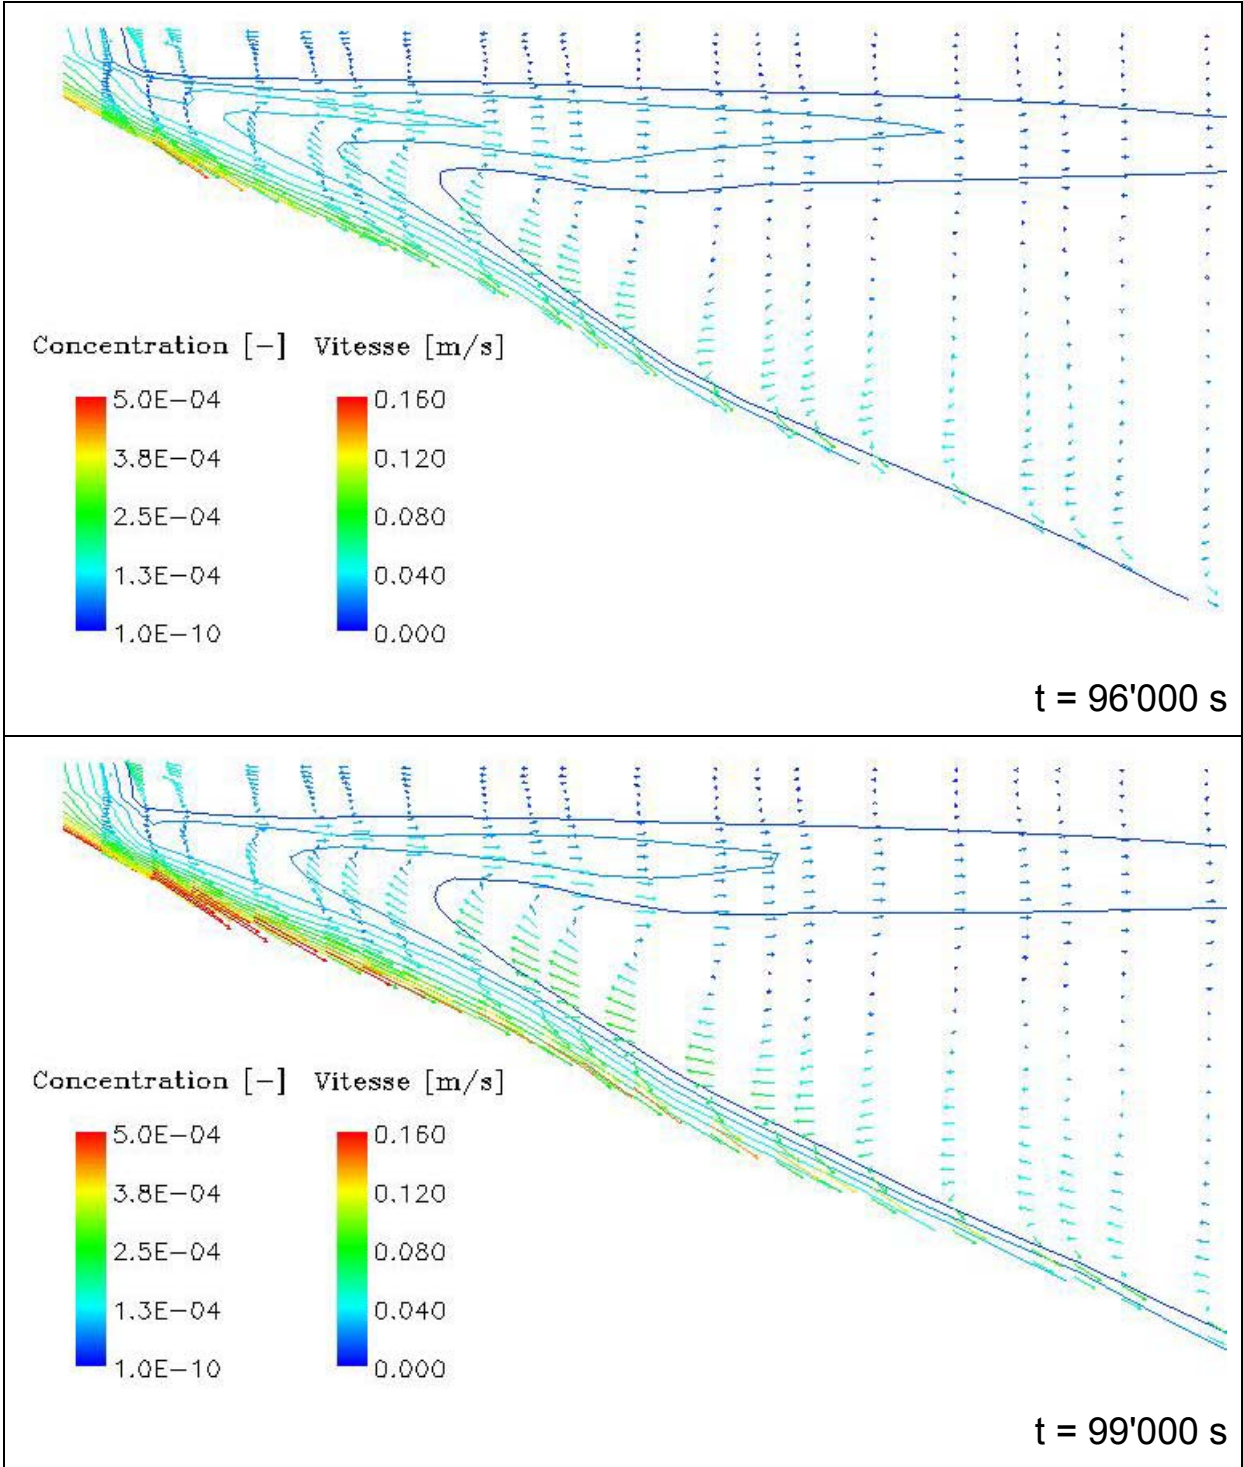 Concentration [-] Vitesse [m/s]
5.0E-04 0.160
3.8E-04 0.120
2.5E-04 0.080
1.3E-04 0.040
1.0E-10 0.000
t = 96'000 s
Concentration [-] Vitesse [m/s]
5.0E-04 0.160
3.8E-04 0.120
2.5E-04 0.080
1.3E-04 0.040
1.0E-10 0.000
t = 99'000 s